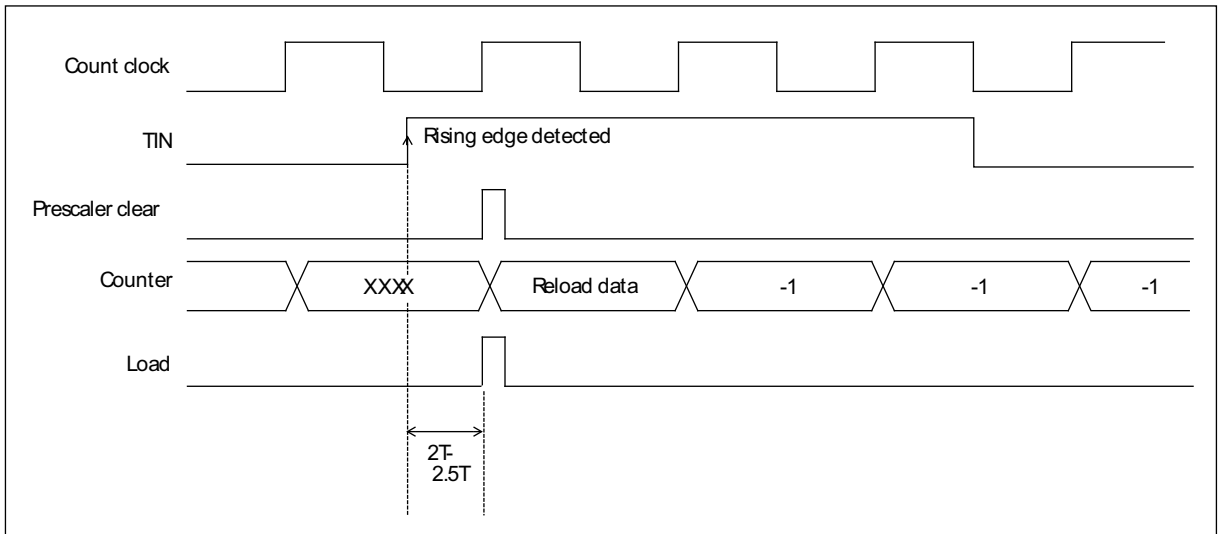 Count clock
TIN
Rising edge detected
Prescaler clear
Counter
XXXX
Reload data
-1
-1
-1
Load
2T-
2.5T